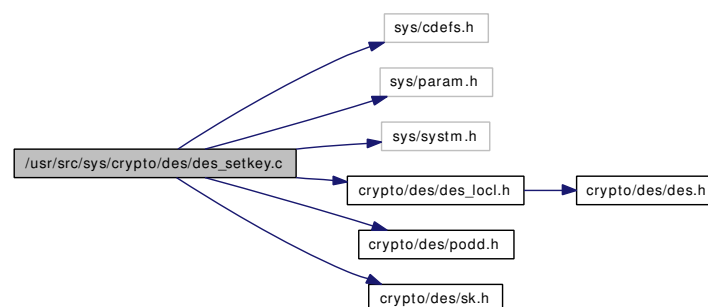 sys/cdefs.h
sys/param.h
sys/systm.h
/usr/src/sys/crypto/des/des_setkey.c
crypto/des/des_locl.h
crypto/des/des.h
crypto/des/podd.h
crypto/des/sk.h